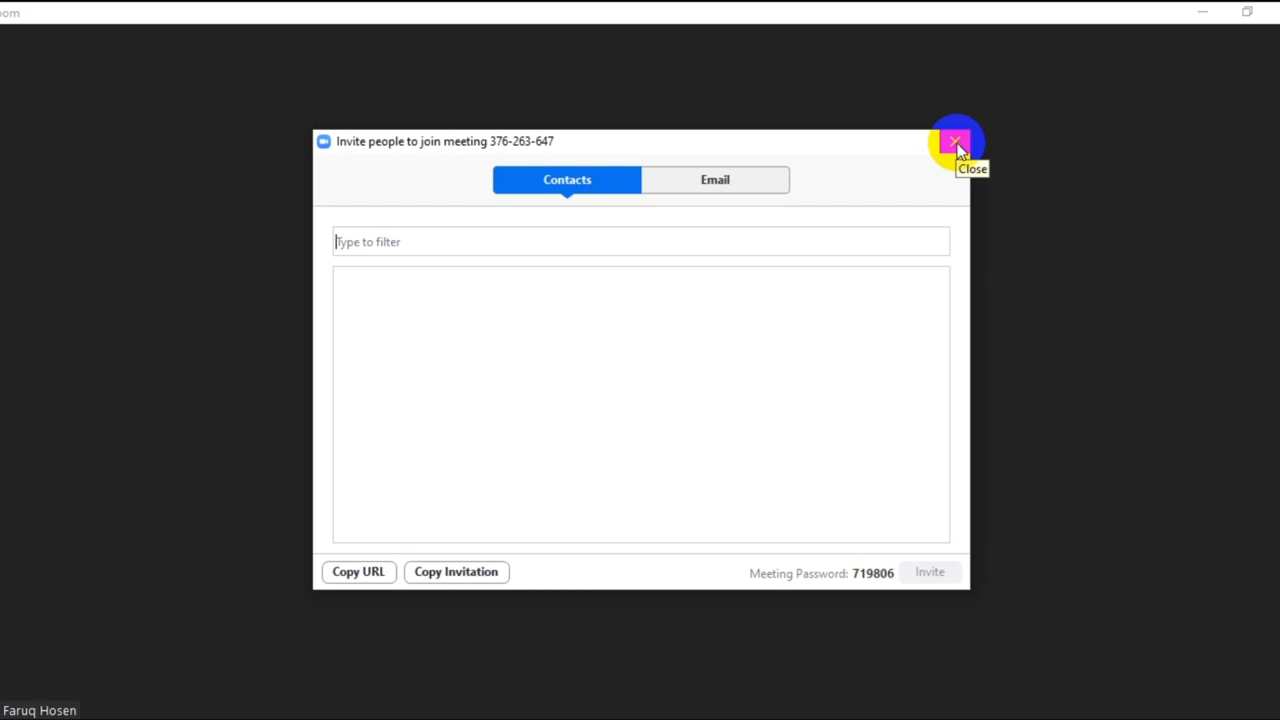 oom
Invite people to join meeting 376-263-647
Close
Contacts
Email
Type to filter
Copy URL
Copy Invitation
Meeting Password: 719806
Invite
Faruq Hosen